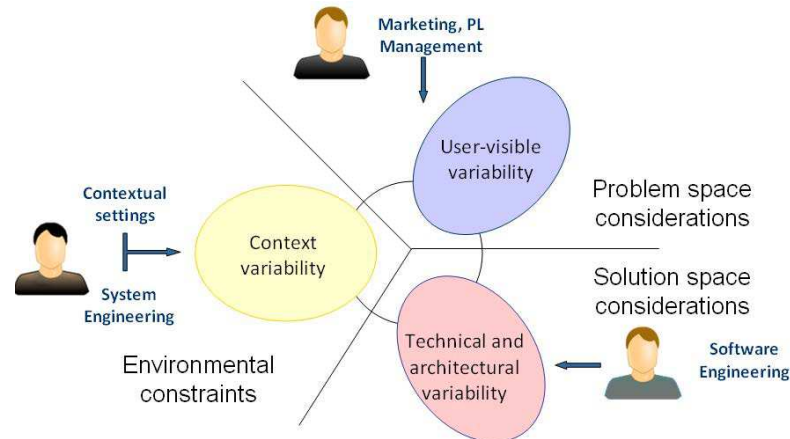 Marketing, PL
Management
User-visible
variability
Problem space
considerations
Contextual
settings
Context
variability
System
Engineering
Solution space
considerations
Environmental
constraints
Technical and
architectural
variability
Software
Engineering